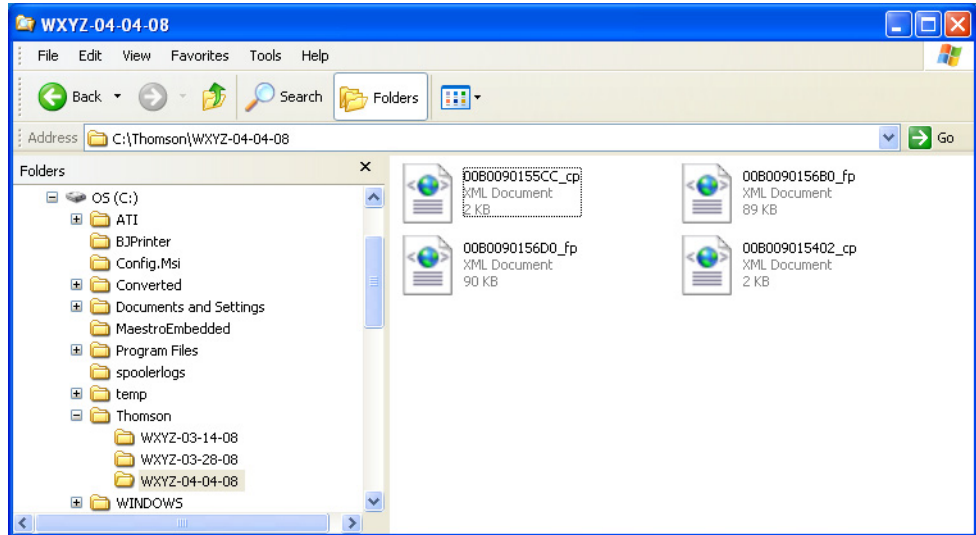 WXYZ-04-04-08
File Edit View Favorites Tools Help
Back Search Folders
Address C:\Thomson\WXYZ-04-04-08 Go
Folders
OS (C:)
ATI
BJPrinter
Config.Msi
Converted
Documents and Settings
MaestroEmbedded
Program Files
spoolerlogs
temp
Thomson
WXYZ-03-14-08
WXYZ-03-28-08
WXYZ-04-04-08
WINDOWS
00B0090155CC_cp
XML Document
2 KB
00B0090156B0_fp
XML Document
89 KB
00B0090156D0_fp
XML Document
90 KB
00B009015402_cp
XML Document
2 KB